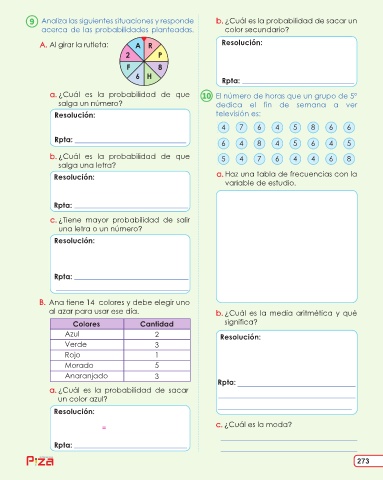 9 Analiza las siguientes situaciones y responde
acerca de las probabilidades planteadas.
A. Al girar la ruffeta:
A R
2 P
F 8
6 H
a. ¿Cuál es la probabilidad de que
salga un número?
Resolución:
Rpta:
b. ¿Cuál es la probabilidad de que
salga una letra?
Resolución:
Rpta:
c. ¿Tiene mayor probabilidad de salir
una letra o un número?
Resolución:
Rpta:
B. Ana tiene 14 colores y debe elegir uno
al azar para usar ese día.
Colores Cantidad
Azul 2
Verde 3
Rojo 1
Morado 5
Anaranjado 3
a. ¿Cuál es la probabilidad de sacar
un color azul?
Resolución:
=
Rpta:
b. ¿Cuál es la probabilidad de sacar un
color secundario?
Resolución:
Rpta:
10 El número de horas que un grupo de 5°
dedica el fin de semana a ver
televisión es:
4 7 6 4 5 8 6 6
6 4 8 4 5 6 4 5
5 4 7 6 4 4 6 8
a. Haz una tabla de frecuencias con la
variable de estudio.
b. ¿Cuál es la media aritmética y qué
significa?
Resolución:
Rpta:
c. ¿Cuál es la moda?
Piza
273